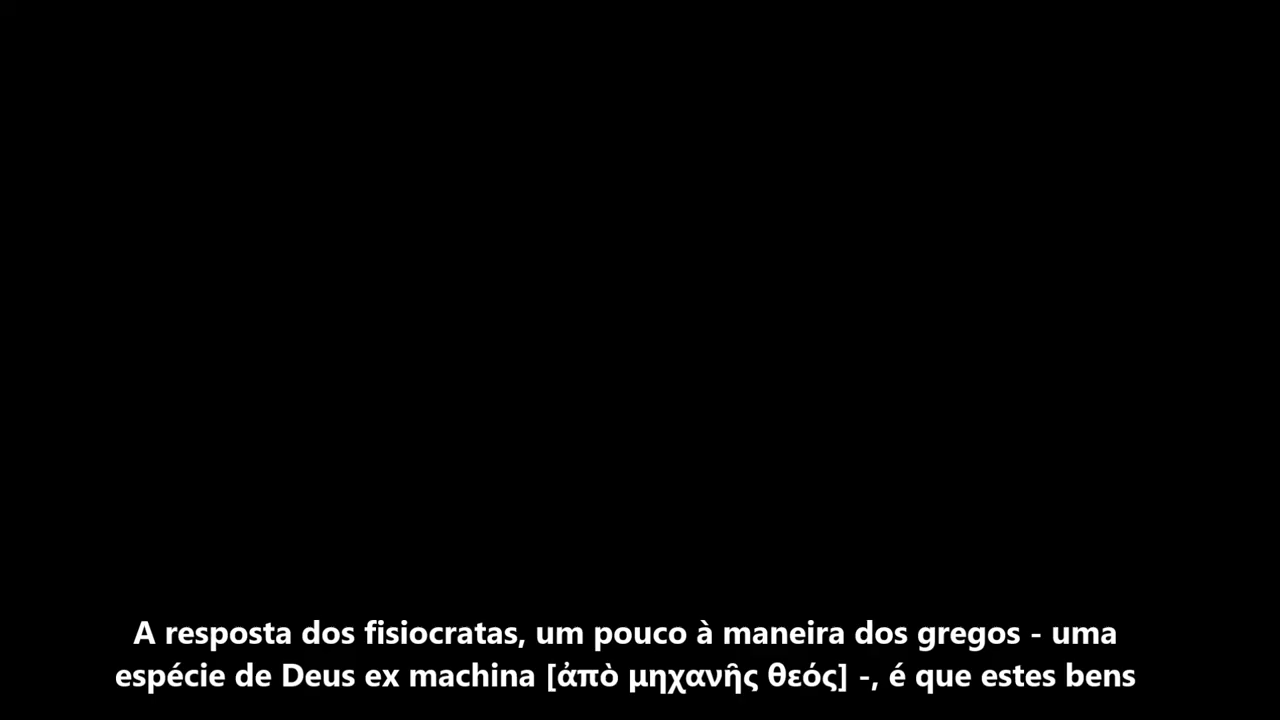 A resposta dos fisiocratas, um pouco à maneira dos gregos - uma
espécie de Deus ex machina [ἀπὸ μηχανῆς θεός] -, é que estes bens